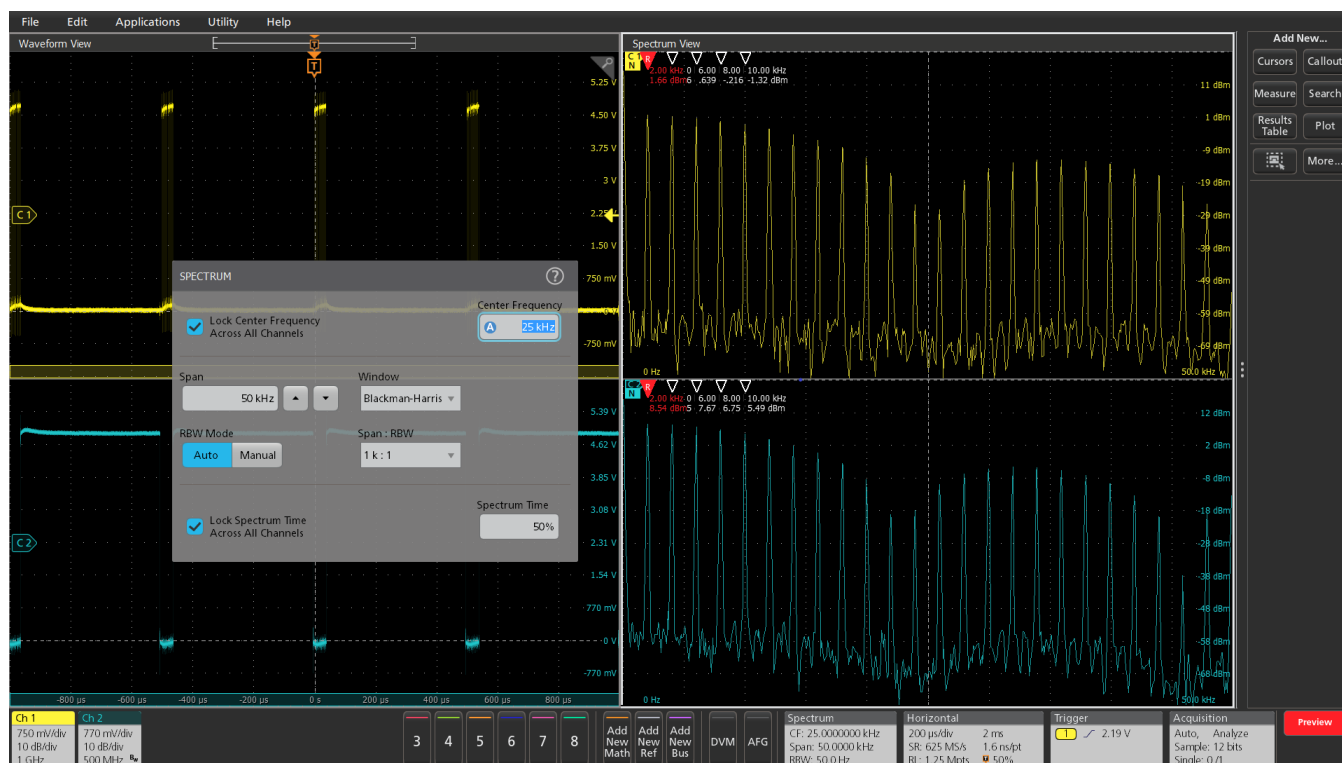 File Edit Applications Utility Help
Waveform View
T
T
5.25 V
4.50 V
3.75 V
3 V
C1
1.50 V
750 mV
-750 mV
5.39 V
4.62 V
3.85 V
3.08 V
C2
2.31 V
1.54 V
770 mV
0 V
-770 mV
-800 µs -600 µs -400 µs -200 µs 0 s 200 µs 400 µs 600 µs 800 µs
SPECTRUM
?
Lock Center Frequency
Across All Channels
Center Frequency
A 25 kHz
Span
50 kHz
Window
Blackman-Harris
RBW Mode
Auto Manual
Span : RBW
1 k : 1
Lock Spectrum Time
Across All Channels
Spectrum Time
50%
Spectrum View
C1
N
R
2.00 kHz 0 6.00 8.00 10.00 kHz
1.66 dBm 6 .639 -.216 -1.32 dBm
11 dBm
1 dBm
-9 dBm
-19 dBm
-29 dBm
-39 dBm
-49 dBm
-59 dBm
-69 dBm
0 Hz
50.0 kHz
C2
N
R
2.00 kHz 0 6.00 8.00 10.00 kHz
8.54 dBm 5 7.67 6.75 5.49 dBm
12 dBm
2 dBm
-8 dBm
-18 dBm
-28 dBm
-38 dBm
-48 dBm
-58 dBm
-68 dBm
0 Hz
50.0 kHz
Add New...
Cursors Callout
Measure Search
Results
Table
Plot
More...
Ch 1
750 mV/div
10 dB/div
1 GHz
Ch 2
770 mV/div
10 dB/div
500 MHz
3 4 5 6 7 8
Add
New
Math
Add
New
Ref
Add
New
Bus
DVM AFG
Spectrum
CF: 25.0000000 kHz
Span: 50.0000 kHz
RBW: 50.0 Hz
Horizontal
200 µs/div 2 ms
SR: 625 MS/s 1.6 ns/pt
RL: 1.25 Mpts 50%
Trigger
1 2.19 V
Acquisition
Auto, Analyze
Sample: 12 bits
Single: 0/1
Preview